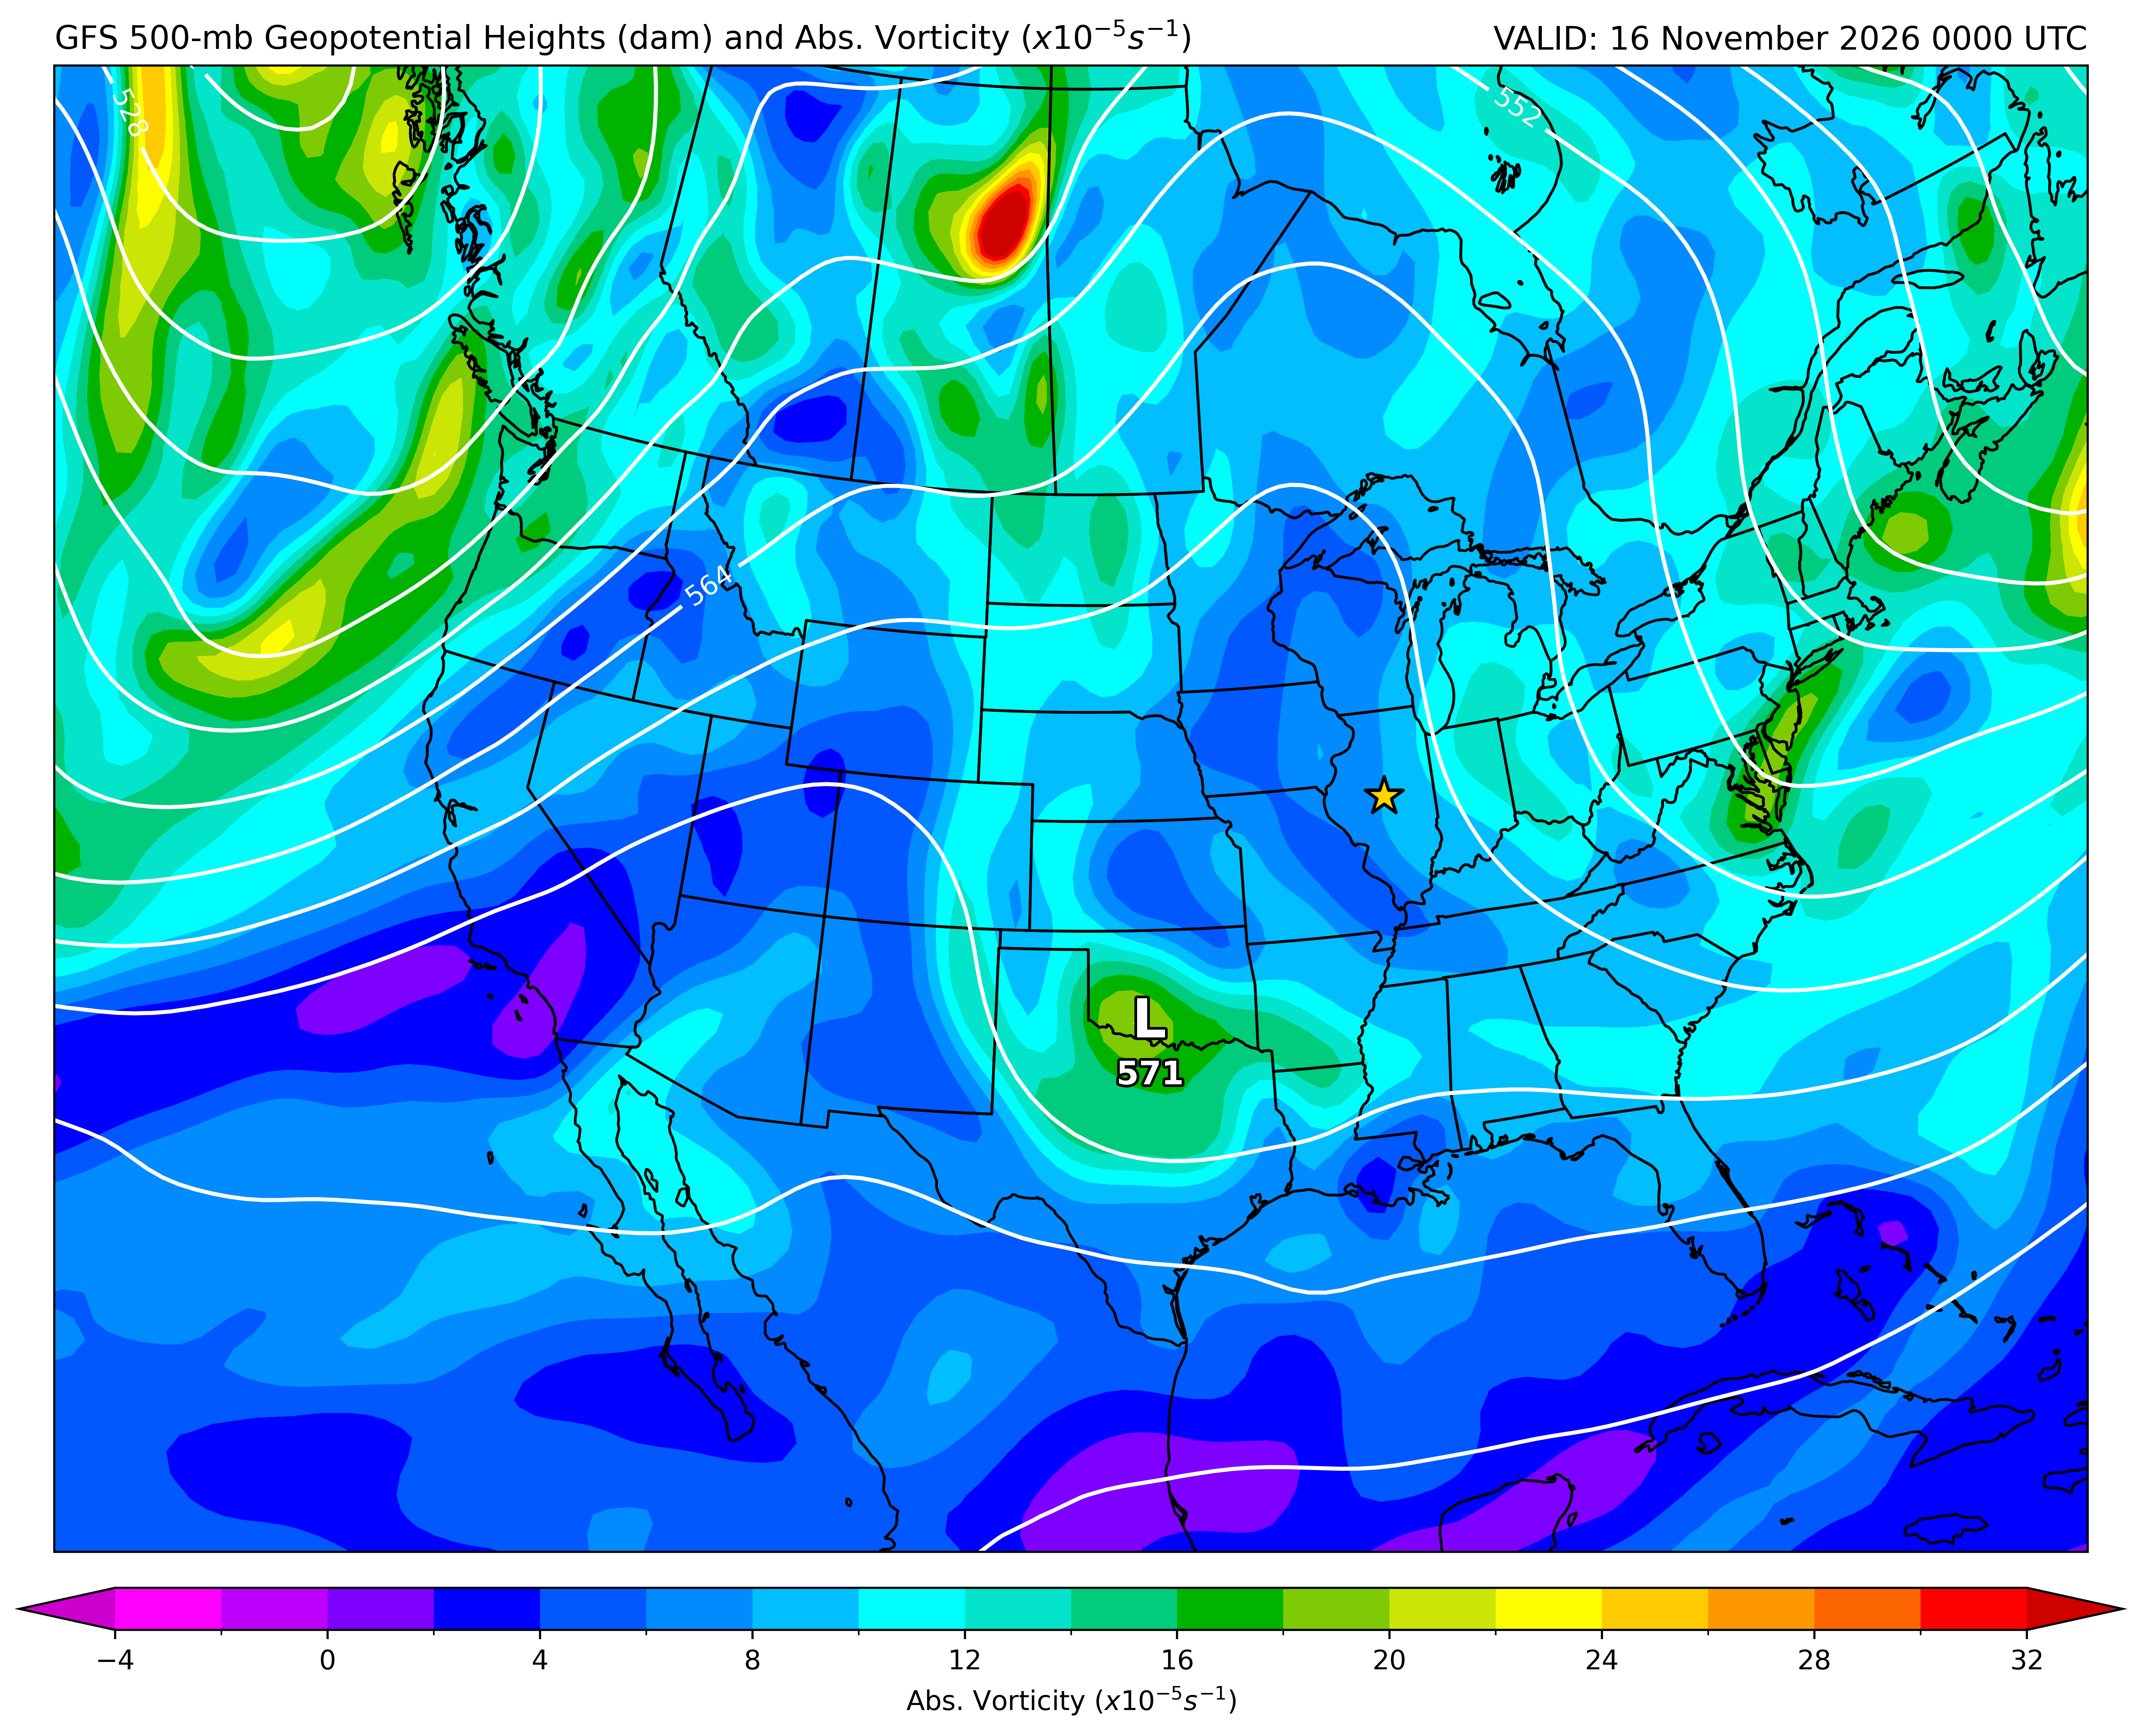 GFS 500-mb Geopotential Heights (dam) and Abs. Vorticity (x10⁻⁵s⁻¹)
VALID: 16 November 2026 0000 UTC
528
552
564
L
571
−4 0 4 8 12 16 20 24 28 32
Abs. Vorticity (x10⁻⁵s⁻¹)